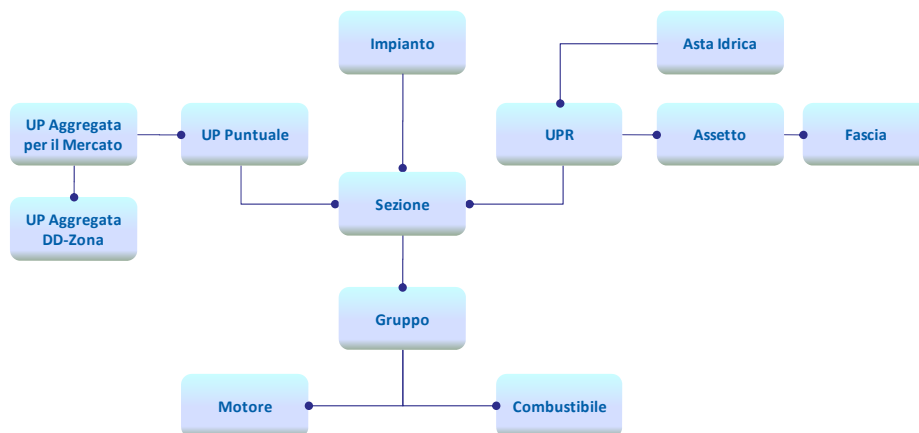 Impianto
Asta Idrica
UP Aggregata
per il Mercato
UP Puntuale
UPR
Assetto
Fascia
UP Aggregata
DD-Zona
Sezione
Gruppo
Motore
Combustibile